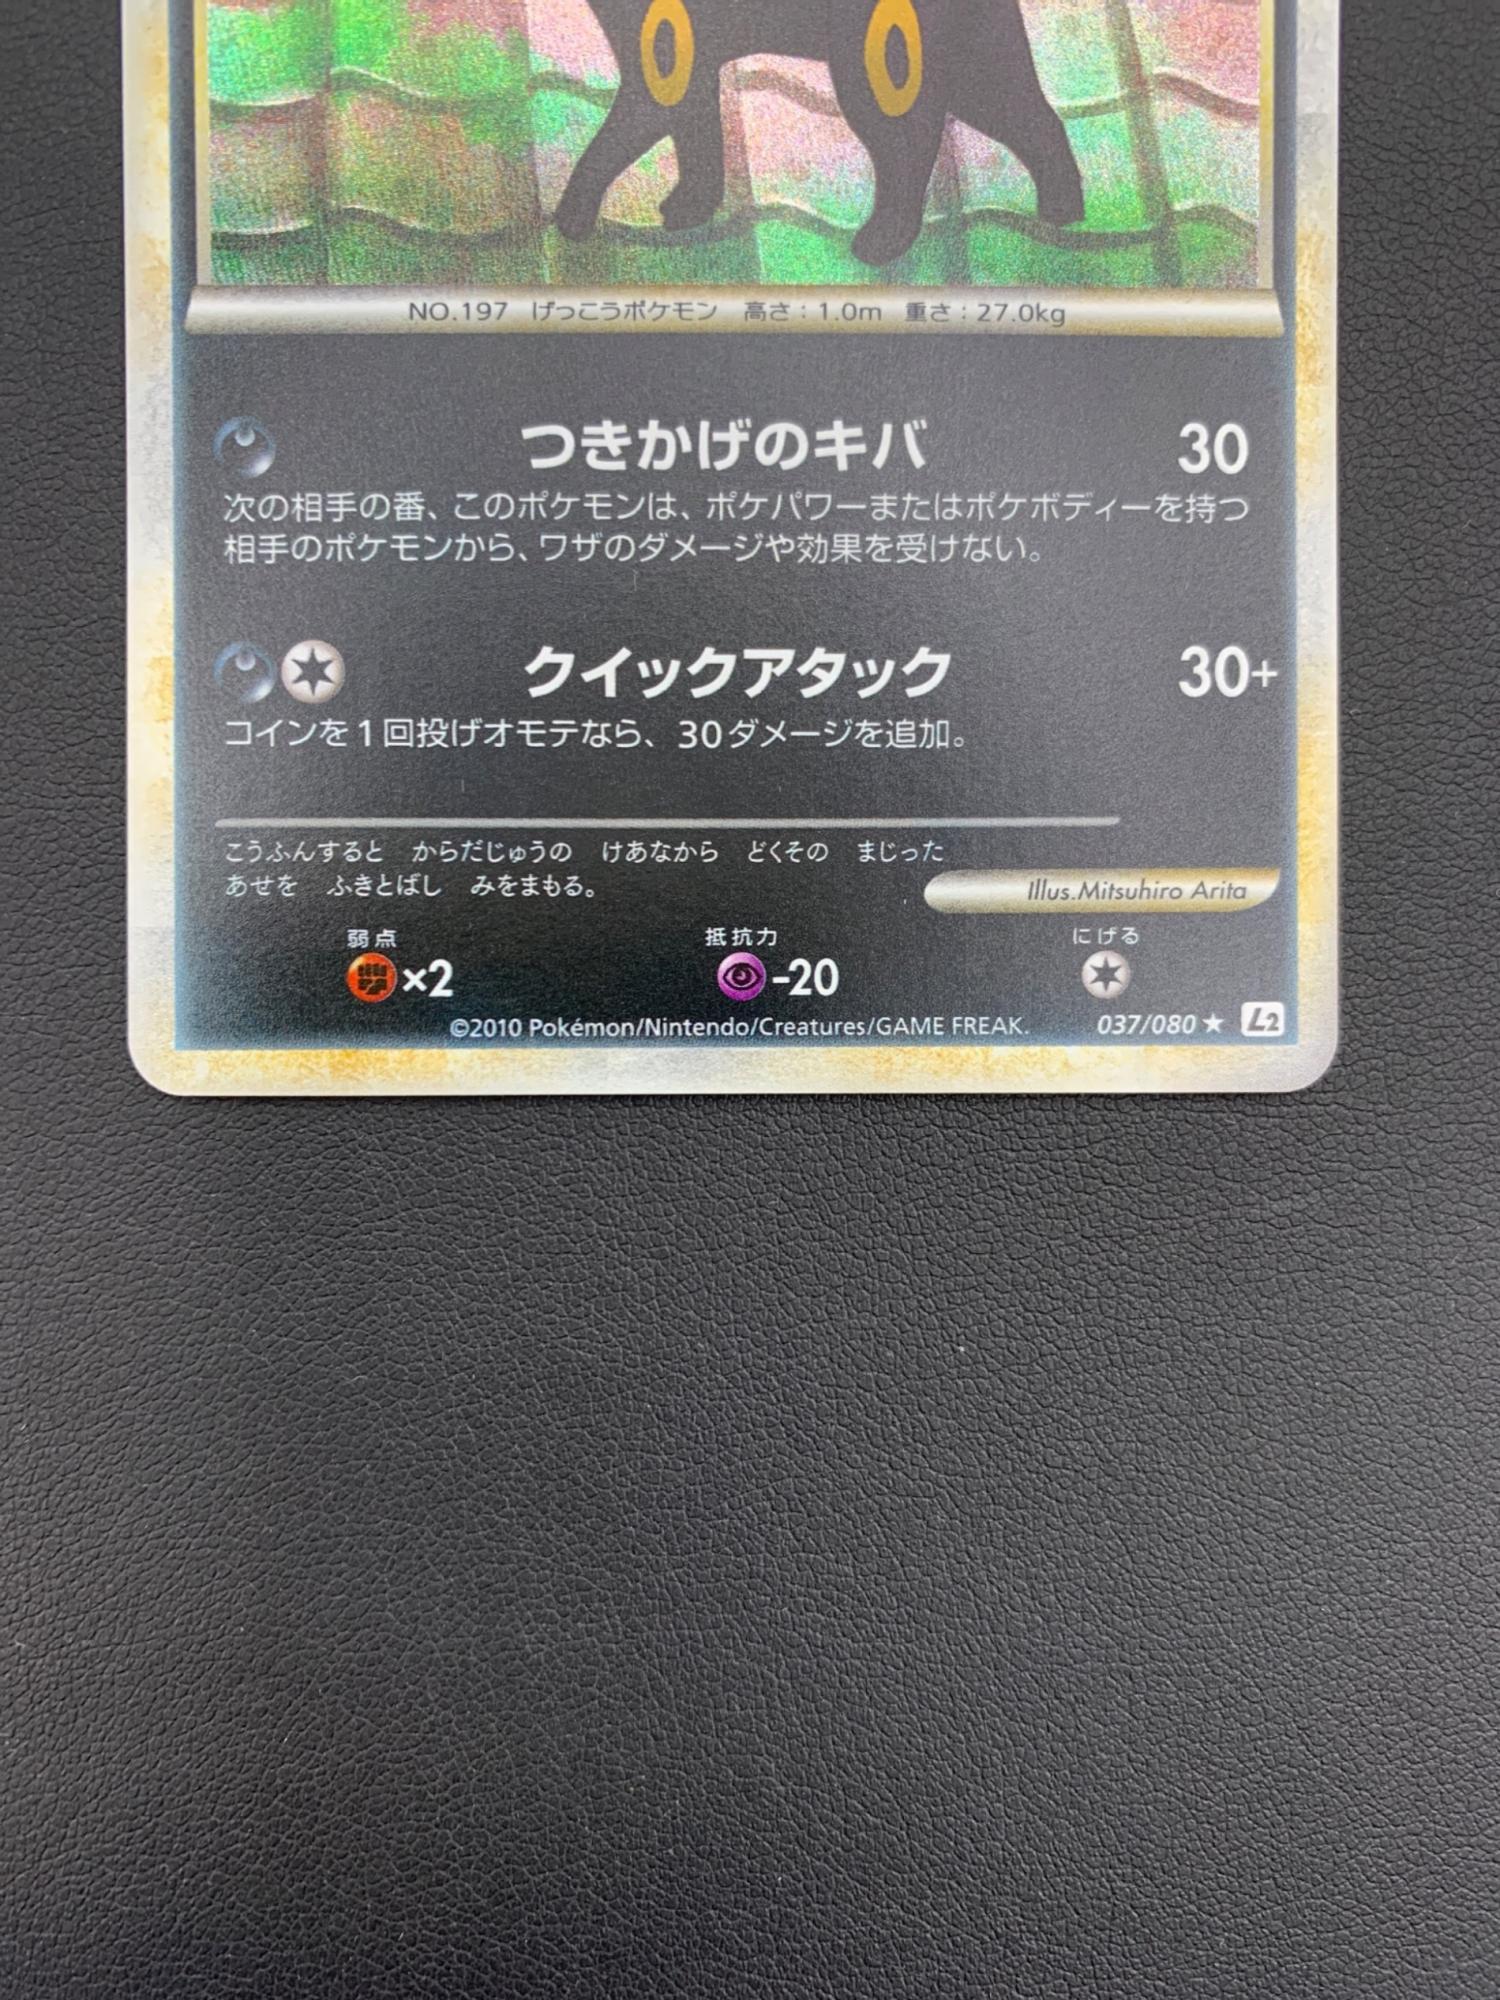 NO.197 げっこうポケモン 高さ：1.0m 重さ：27.0kg
つきかげのキバ 30
次の相手の番、このポケモンは、ポケパワーまたはポケボディーを持つ
相手のポケモンから、ワザのダメージや効果を受けない。
クイックアタック 30+
コインを1回投げオモテなら、30ダメージを追加。
こうふんすると からだじゅうの けあなから どくその まじった
あせを ふきとばし みをまもる。
Illus.Mitsuhiro Arita
弱点 抵抗力 にげる
×2 -20
©2010 Pokémon/Nintendo/Creatures/GAME FREAK. 037/080 ★ L2